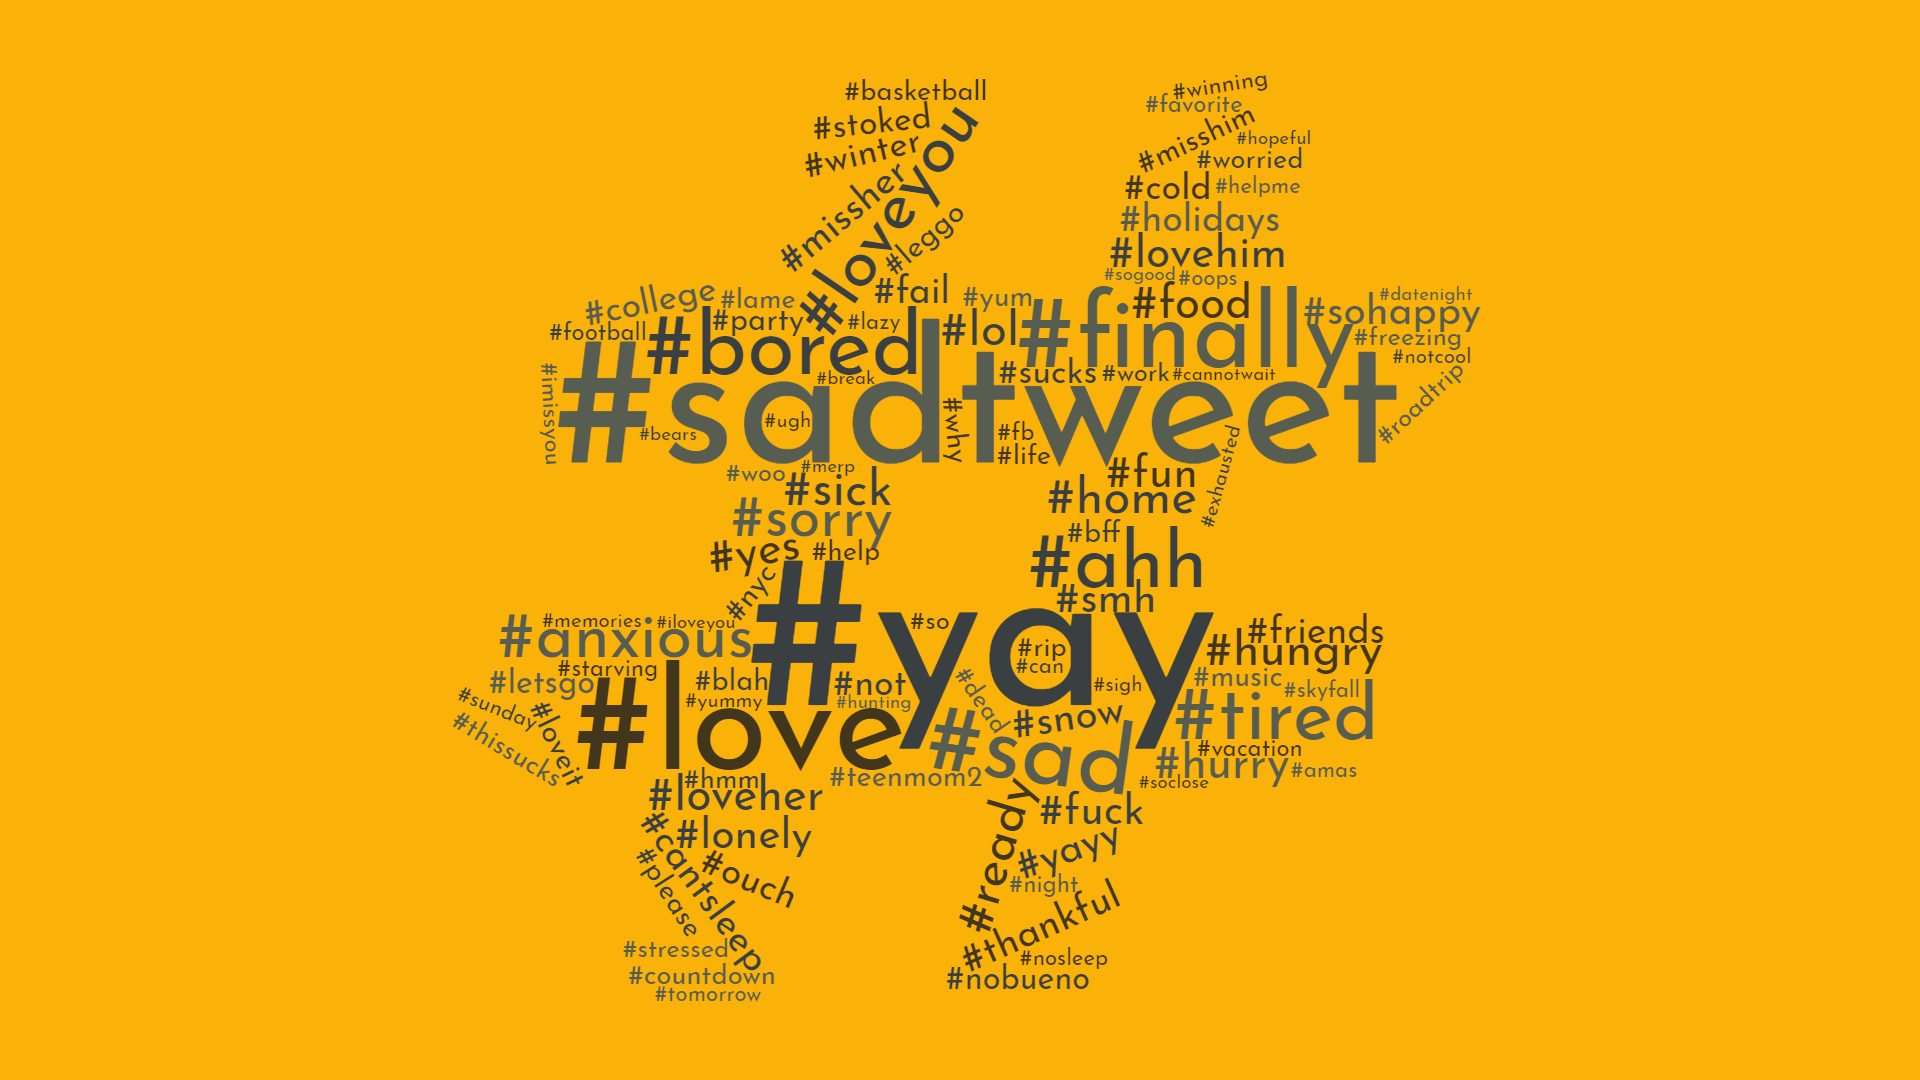 #basketball
#stoked
#winter
#missher
#loveyou
#leggo
#winning
#favorite
#misshim
#hopeful
#worried
#cold
#helpme
#holidays
#lovehim
#sogood
#oops
#college
#lame
#fail
#yum
#food
#finally
#sohappy
#datenight
#football
#bored
#party
#lazy
#lol
#freezing
#notcool
#imissyou
#sadtweet
#break
#sucks
#work
#cannotwait
#roadtrip
#bears
#ugh
#why
#fb
#life
#exhausted
#woo
#merp
#sick
#sorry
#yes
#help
#nyc
#fun
#home
#bff
#ahh
#smh
#memories
#iloveyou
#anxious
#yay
#so
#rip
#can
#friends
#hungry
#starving
#letsgo
#blah
#not
#sigh
#music
#skyfall
#sunday
#thissucks
#loveit
#love
#yummy
#hunting
#dead
#snow
#sad
#tired
#vacation
#hurry
#amas
#soclose
#hmm
#loveher
#teenmom2
#lonely
#cantsleep
#please
#ouch
#stressed
#countdown
#tomorrow
#ready
#fuck
#yayy
#night
#thankful
#nosleep
#nobueno